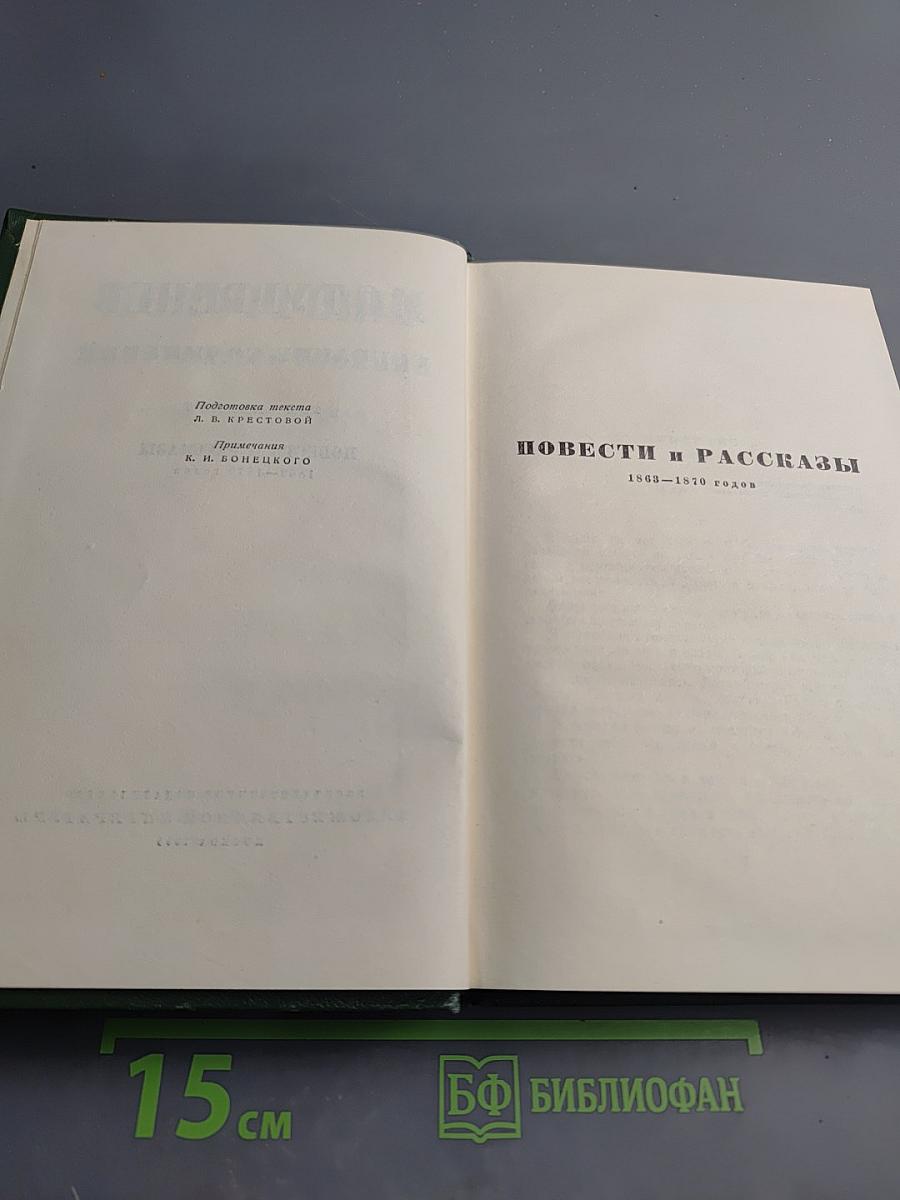 Подготовка текста
Л. В. КРЕСТОВОЙ
Примечания
К. И. БОНЕЦКОГО
ПОВЕСТИ и РАССКАЗЫ
1863—1870 годов
15 см
БФ БИБЛИОФАН